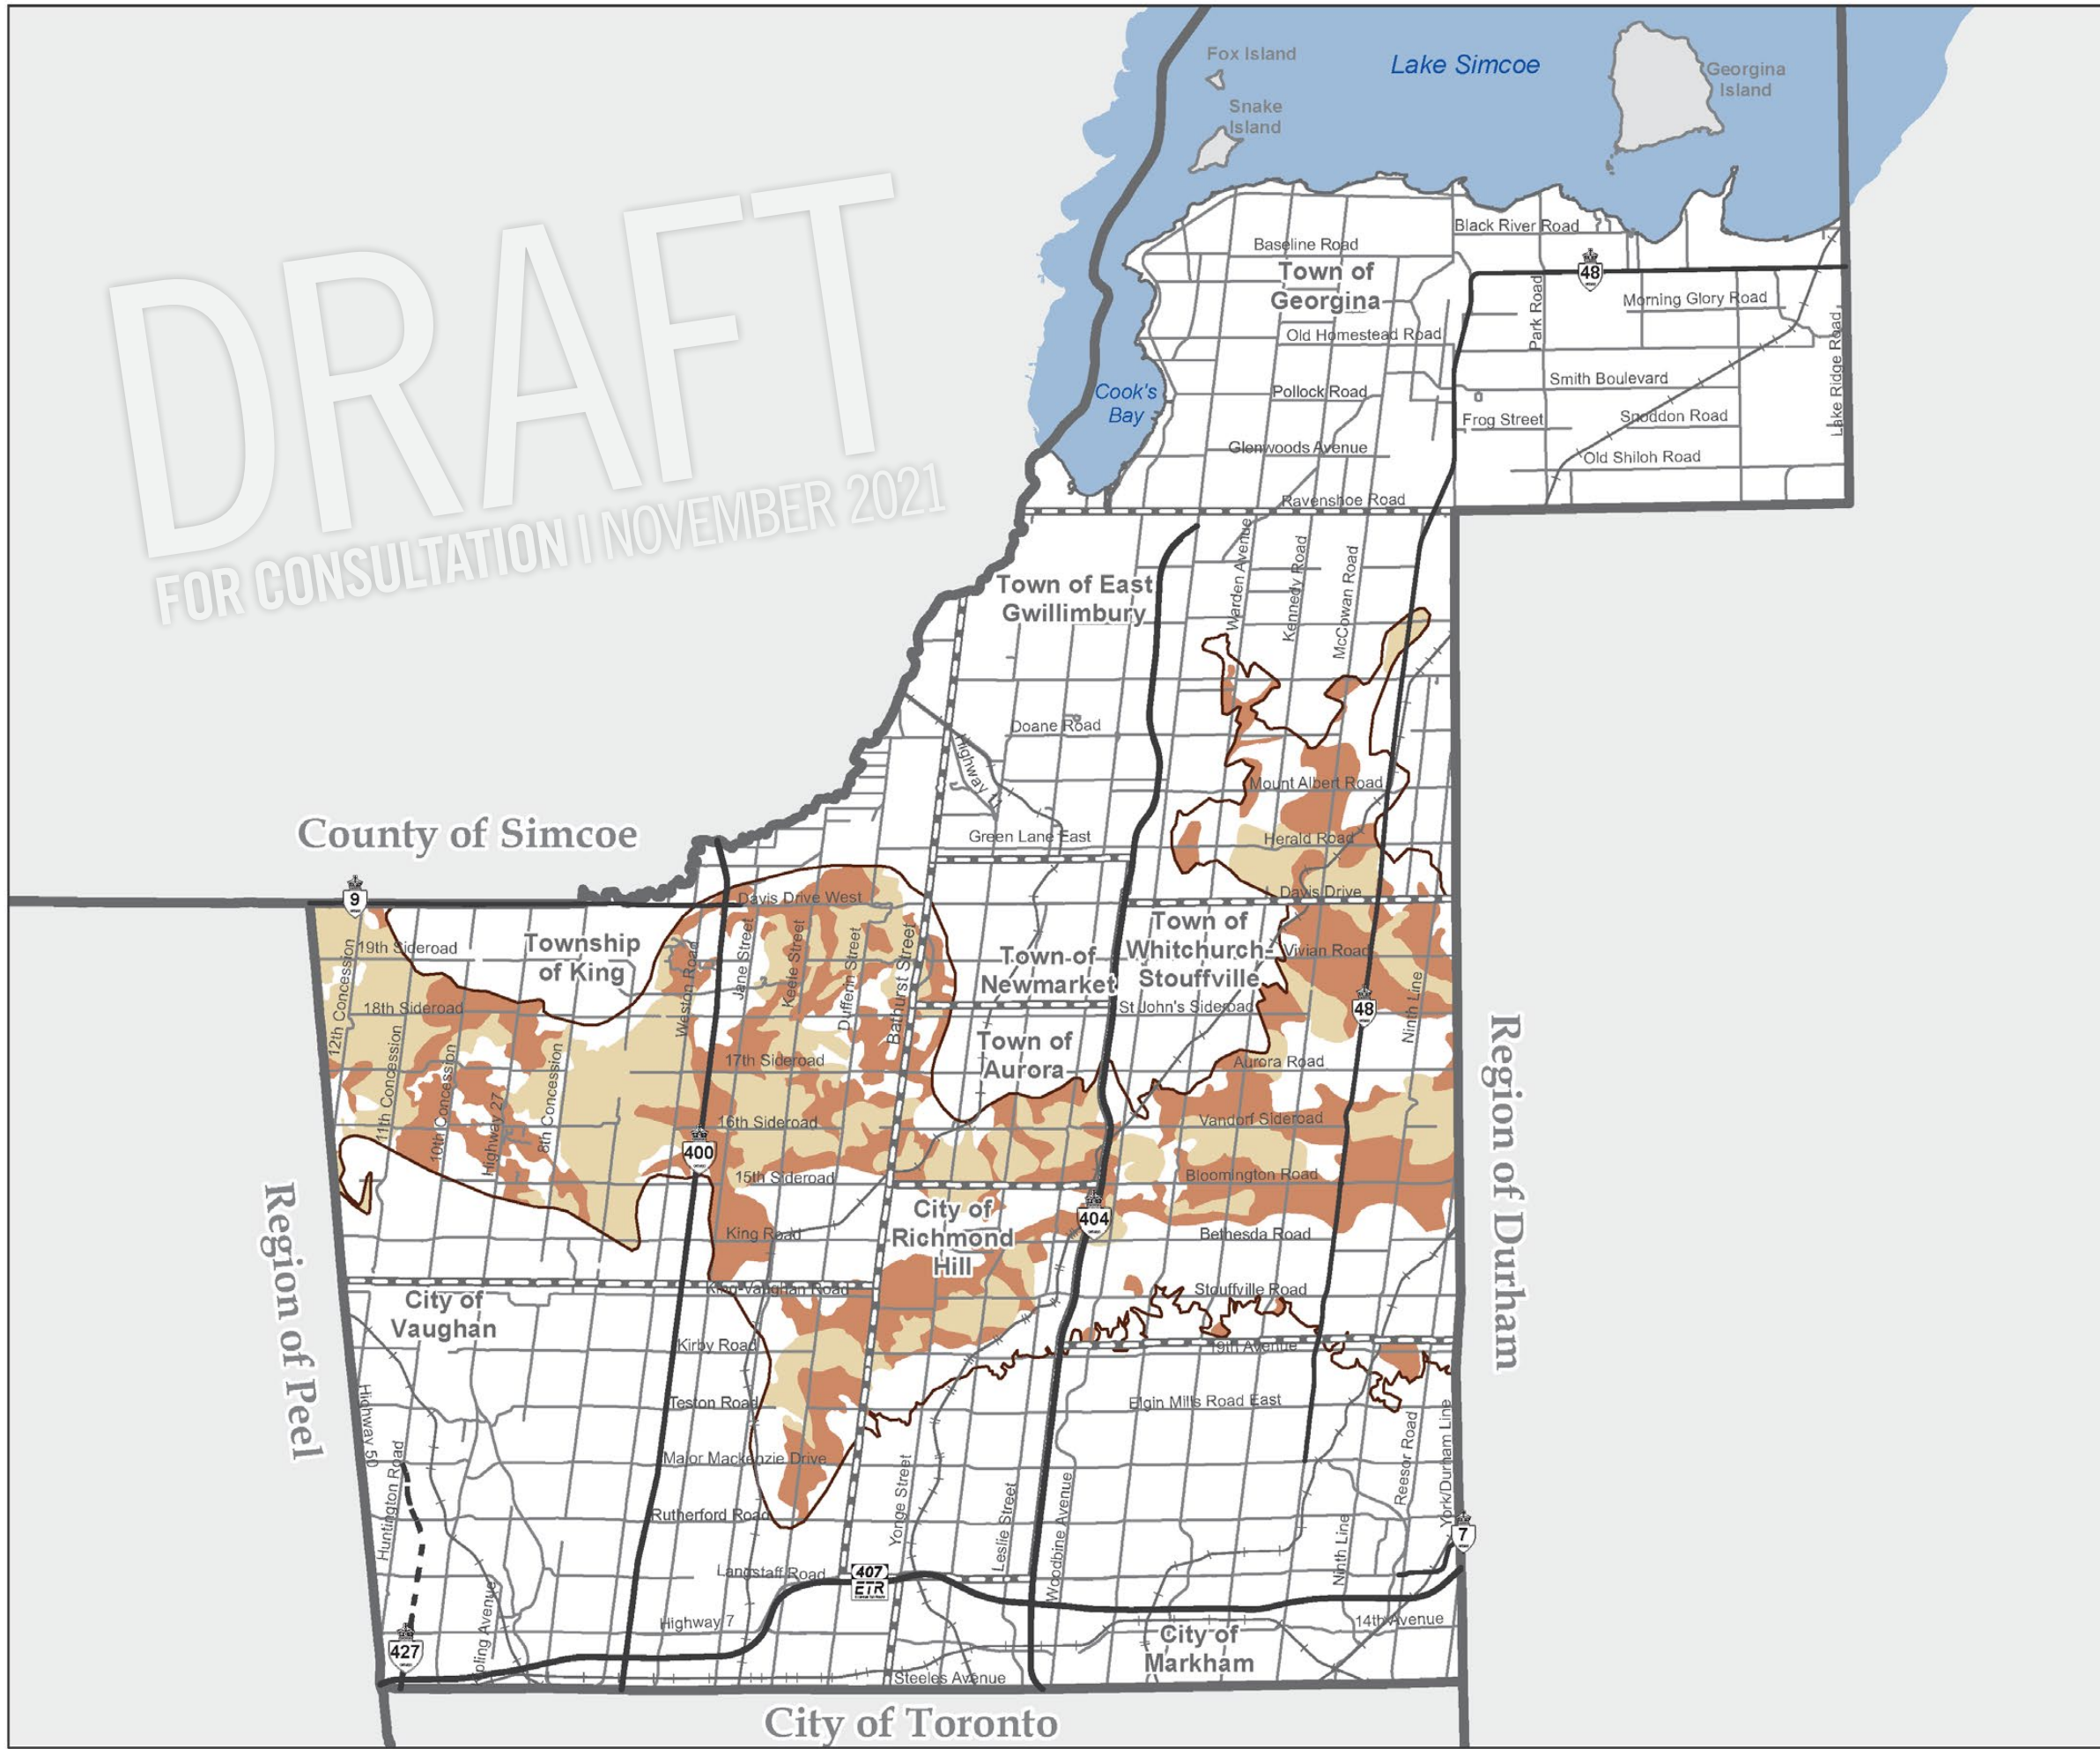 Fox Island
Lake Simcoe
Georgina
Island
Snake
Island
DRAFT
FOR CONSULTATION | NOVEMBER 2021
Black River Road
Baseline Road
Town of
Georgina
48
Morning Glory Road
Park Road
Old Homestead Road
Lake Ridge Road
Smith Boulevard
Cook's
Bay
Pollock Road
Frog Street
Snoddon Road
Glenwoods Avenue
Old Shiloh Road
Ravenshoe Road
Town of East
Gwillimbury
Warden Avenue
Kennedy Road
McCowan Road
Doane Road
Highway 11
Mount Albert Road
County of Simcoe
Green Lane East
Herald Road
9
Davis Drive West
Davis Drive
19th Sideroad
Township
of King
Town of
Newmarket
Town of
Whitchurch-
Stouffville
Vivian Road
12th Concession
Weston Road
Jane Street
Keele Street
Dufferin Street
Bathurst Street
Ninth Line
18th Sideroad
St John's Sideroad
48
11th Concession
10th Concession
Highway 27
8th Concession
17th Sideroad
Town of
Aurora
Aurora Road
16th Sideroad
Vandorf Sideroad
400
15th Sideroad
Bloomington Road
Region of Peel
Region of Durham
King Road
City of
Richmond
Hill
404
Bethesda Road
King-Vaughan Road
Stouffville Road
City of
Vaughan
Kirby Road
19th Avenue
Teston Road
Elgin Mills Road East
Highway 50
Huntington Road
Major Mackenzie Drive
Yonge Street
Leslie Street
Woodbine Avenue
Reesor Road
York/Durham Line
Rutherford Road
Ninth Line
7
Langstaff Road
407
ETR
Highway 7
14th Avenue
427
City of
Markham
Steeles Avenue
City of Toronto